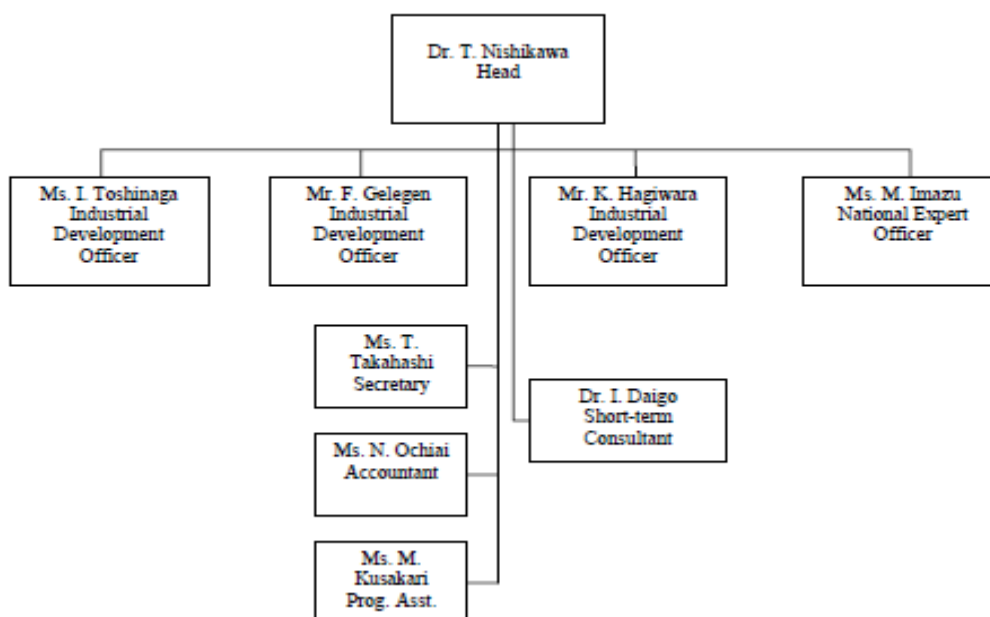 Dr. T. Nishikawa
Head
Ms. I. Toshinaga
Industrial
Development
Officer
Mr. F. Gelegen
Industrial
Development
Officer
Mr. K. Hagiwara
Industrial
Development
Officer
Ms. M. Imazu
National Expert
Officer
Ms. T.
Takahashi
Secretary
Dr. I. Daigo
Short-term
Consultant
Ms. N. Ochiai
Accountant
Ms. M.
Kusakari
Prog. Asst.